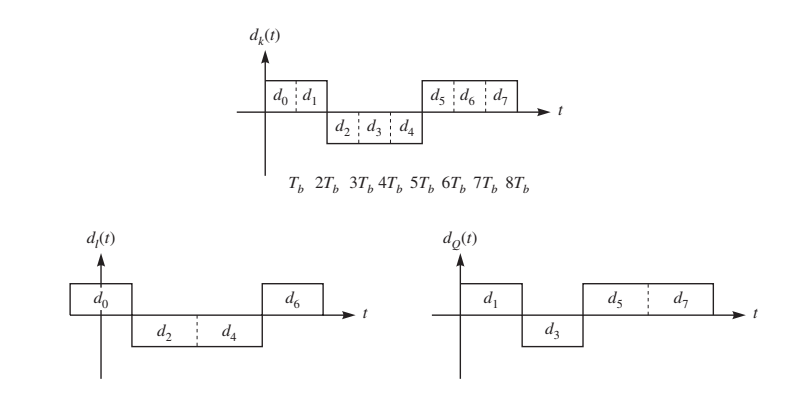 d_k(t)
d_0 d_1 d_5 d_6 d_7
t
d_2 d_3 d_4
T_b 2T_b 3T_b 4T_b 5T_b 6T_b 7T_b 8T_b
d_I(t) d_Q(t)
d_0 d_6 d_1 d_5 d_7
t t
d_2 d_4 d_3